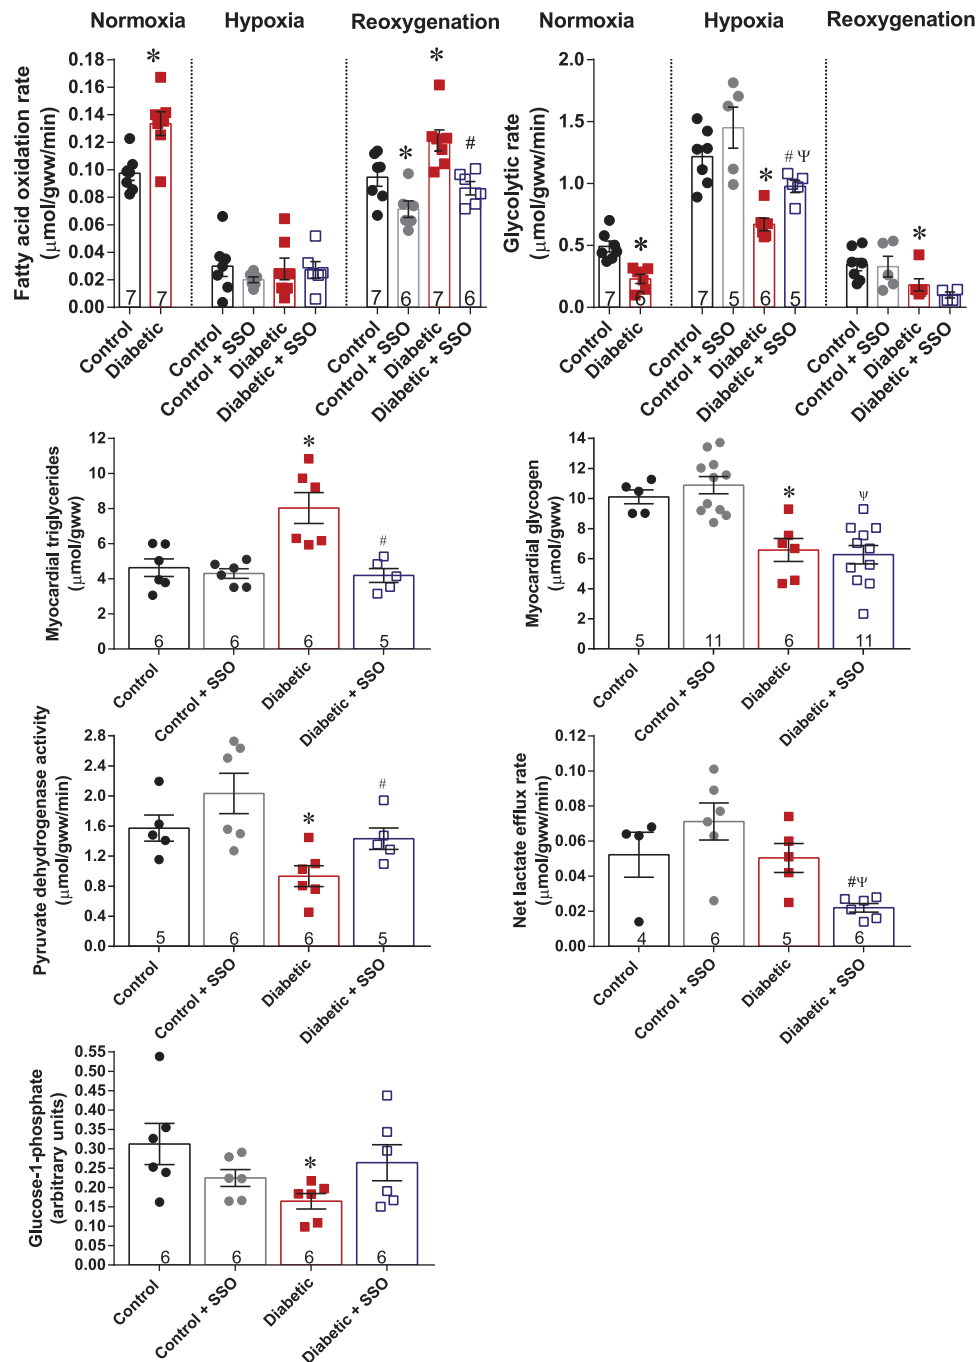 Normoxia Hypoxia Reoxygenation
Fatty acid oxidation rate
(μmol/gww/min)
0.18
0.16
0.14
0.12
0.10
0.08
0.06
0.04
0.02
0.00
* * * #
7 7 7 6 7 6
Control
Diabetic
Control
Control + SSO
Diabetic
Diabetic + SSO
Control
Control + SSO
Diabetic
Diabetic + SSO
Normoxia Hypoxia Reoxygenation
Glycolytic rate
(μmol/gww/min)
2.0
1.5
1.0
0.5
0.0
* * # Ψ *
7 6 7 5 6 5
Control
Diabetic
Control
Control + SSO
Diabetic
Diabetic + SSO
Control
Control + SSO
Diabetic
Diabetic + SSO
Myocardial triglycerides
(μmol/gww)
12
10
8
6
4
2
0
* #
6 6 6 5
Control
Control + SSO
Diabetic
Diabetic + SSO
Myocardial glycogen
(μmol/gww)
14
12
10
8
6
4
2
0
* Ψ
5 11 6 11
Control
Control + SSO
Diabetic
Diabetic + SSO
Pyruvate dehydrogenase activity
(μmol/gww/min)
2.8
2.4
2.0
1.6
1.2
0.8
0.4
0.0
* #
5 6 6 5
Control
Control + SSO
Diabetic
Diabetic + SSO
Net lactate efflux rate
(μmol/gww/min)
0.12
0.10
0.08
0.06
0.04
0.02
0.00
#Ψ
4 6 5 6
Control
Control + SSO
Diabetic
Diabetic + SSO
Glucose-1-phosphate
(arbitrary units)
0.55
0.50
0.45
0.40
0.35
0.30
0.25
0.20
0.15
0.10
0.05
0.00
*
6 6 6 6
Control
Control + SSO
Diabetic
Diabetic + SSO